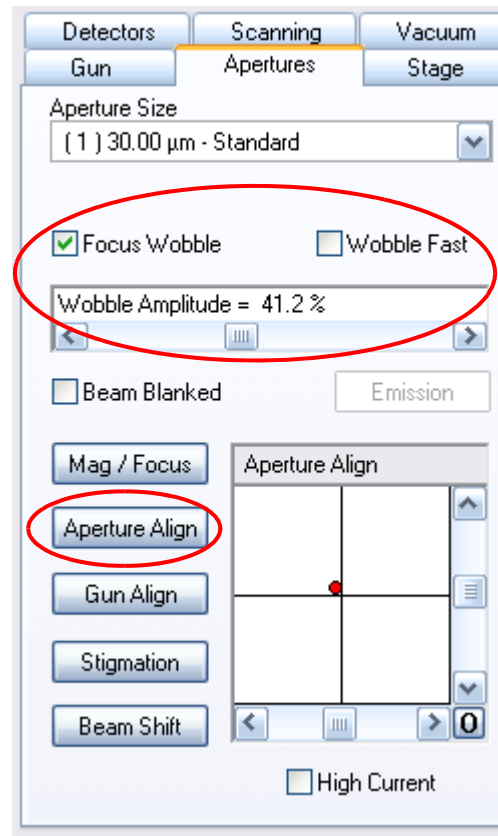 Detectors Scanning Vacuum
Gun Apertures Stage
Aperture Size
( 1 ) 30.00 µm - Standard
Focus Wobble Wobble Fast
Wobble Amplitude = 41.2 %
Beam Blanked Emission
Mag / Focus Aperture Align
Aperture Align
Gun Align
Stigmation
Beam Shift 0
High Current